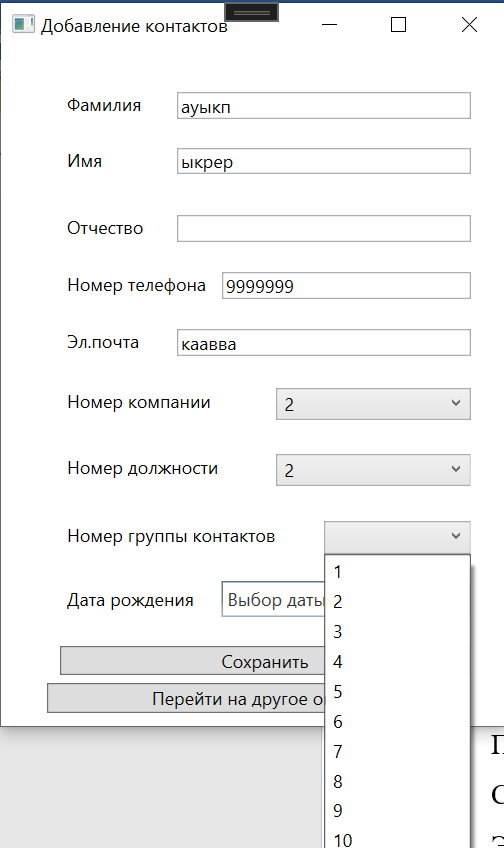 Добавление контактов
Фамилия ауыкп
Имя ыкрер
Отчество
Номер телефона 9999999
Эл.почта каавва
Номер компании 2
Номер должности 2
Номер группы контактов
1
Дата рождения Выбор даты 2
3
Сохранить 4
5
Перейти на другое о
6
7
8
9
10